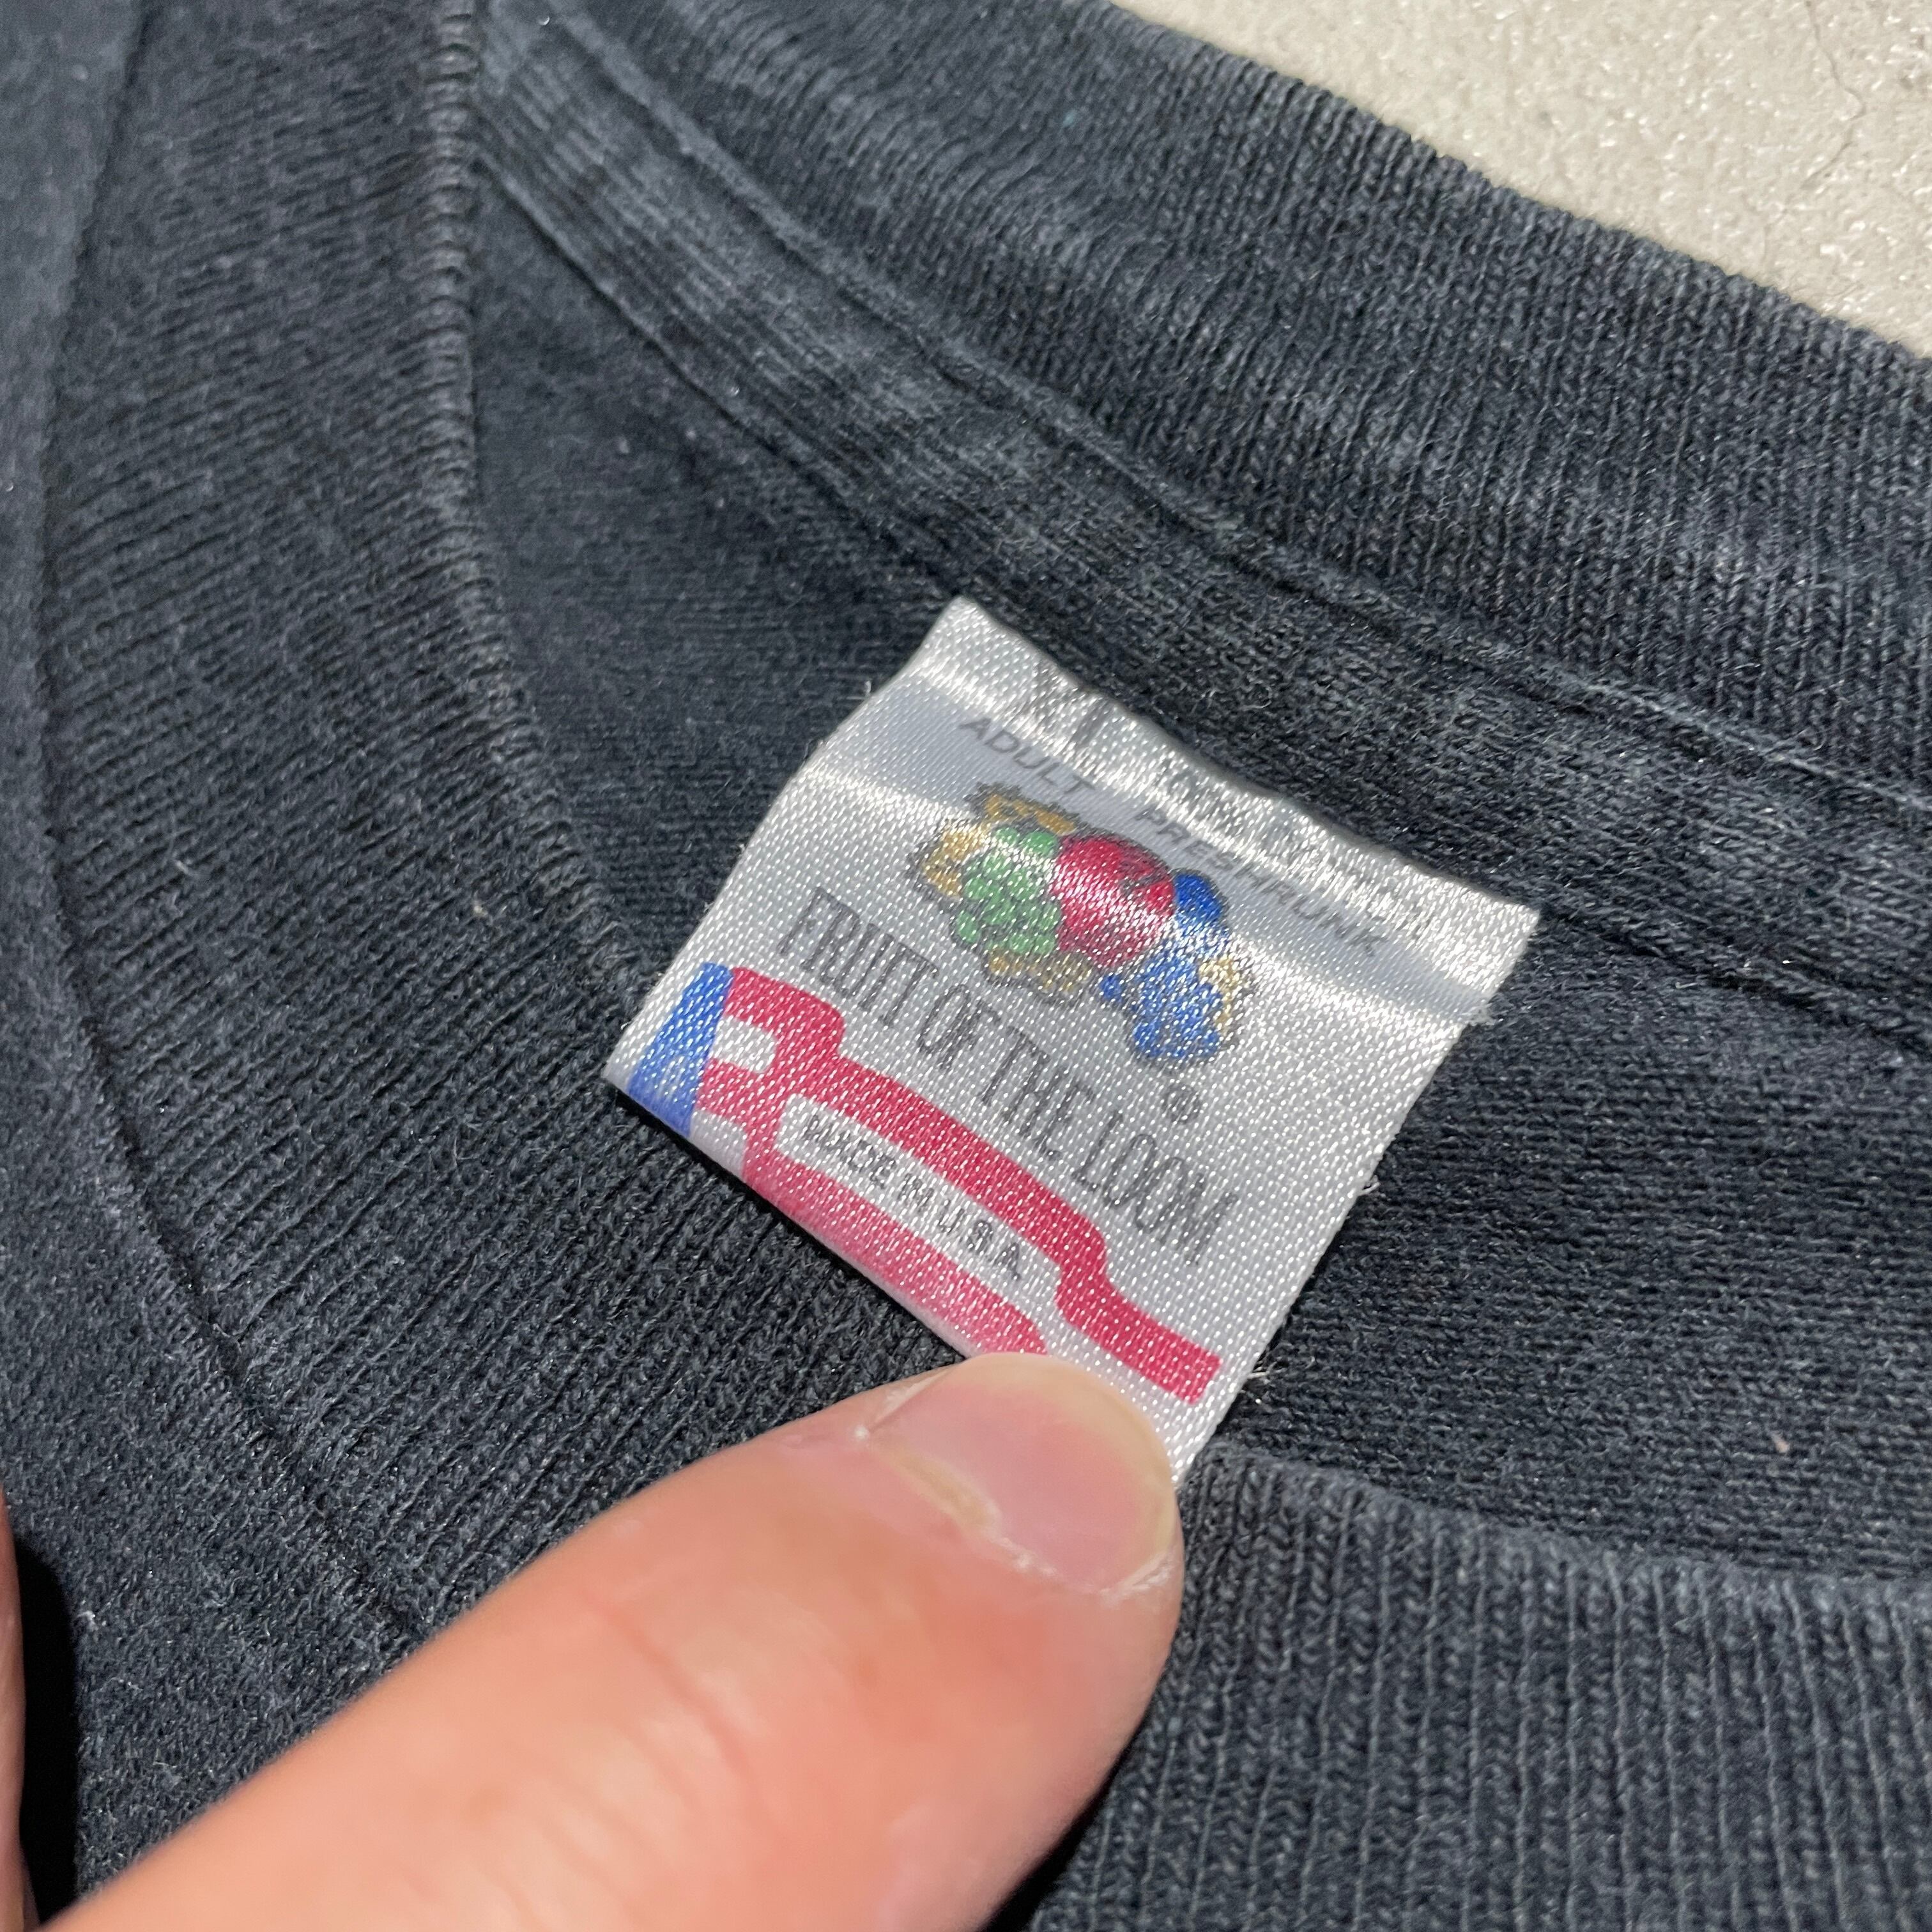 ADULT PRESHRUNK
FRUIT OF THE LOOM ®
MADE IN U S A